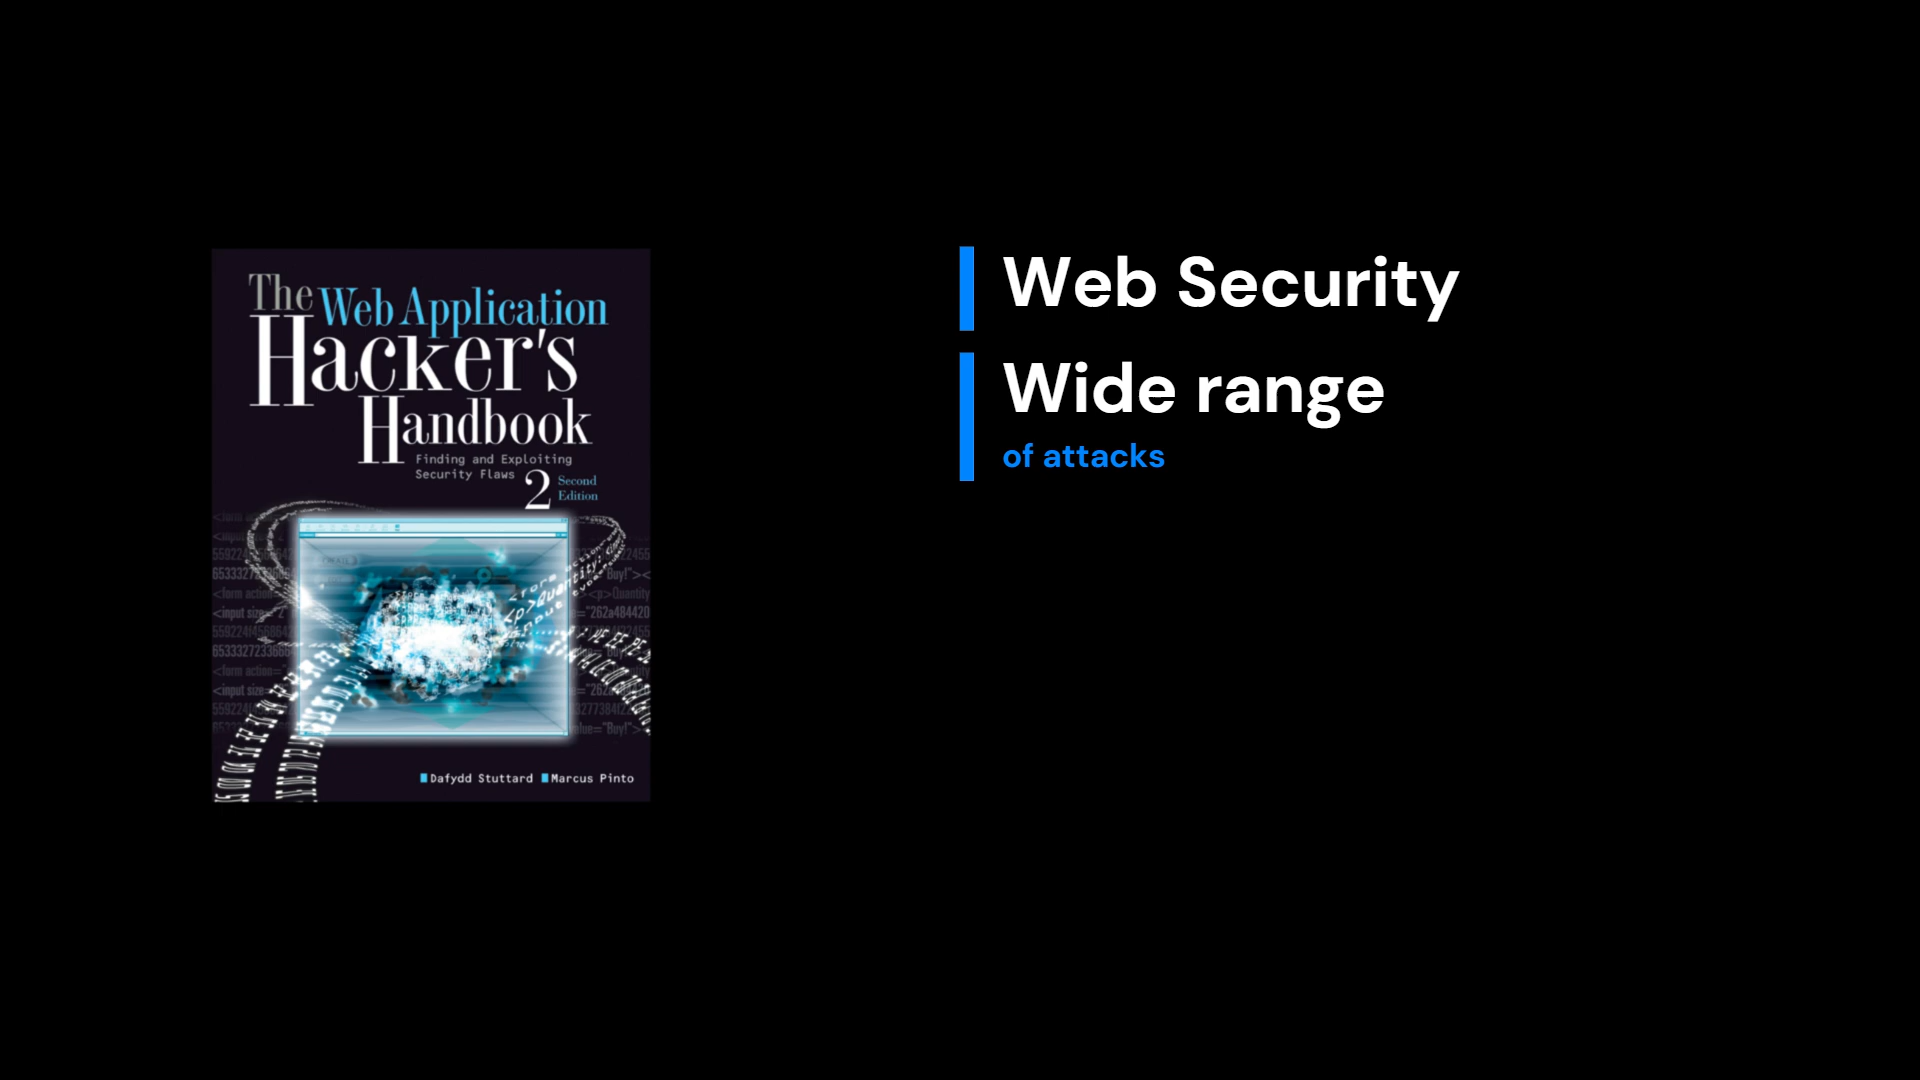 The Web Application
Hacker's
Handbook
Finding and Exploiting
Security Flaws
2 Second
Edition
Dafydd Stuttard Marcus Pinto
Web Security
Wide range
of attacks